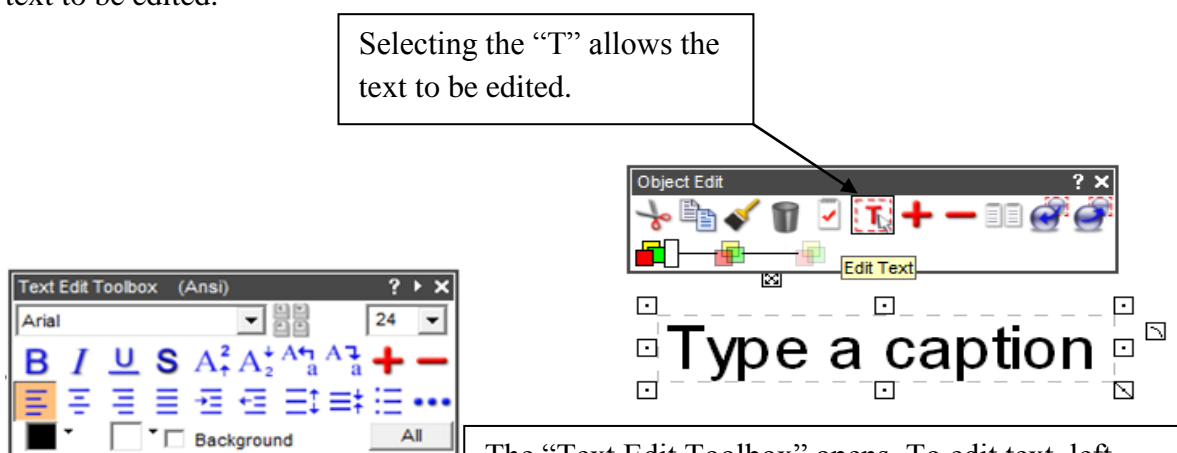 text to be edited.
Selecting the “T” allows the
text to be edited.
Object Edit ? X
Edit Text
Type a caption
Text Edit Toolbox (Ansi) ? X
Arial 24
B I U S
Background All
The “Text Edit Toolbox” opens. To edit text, left